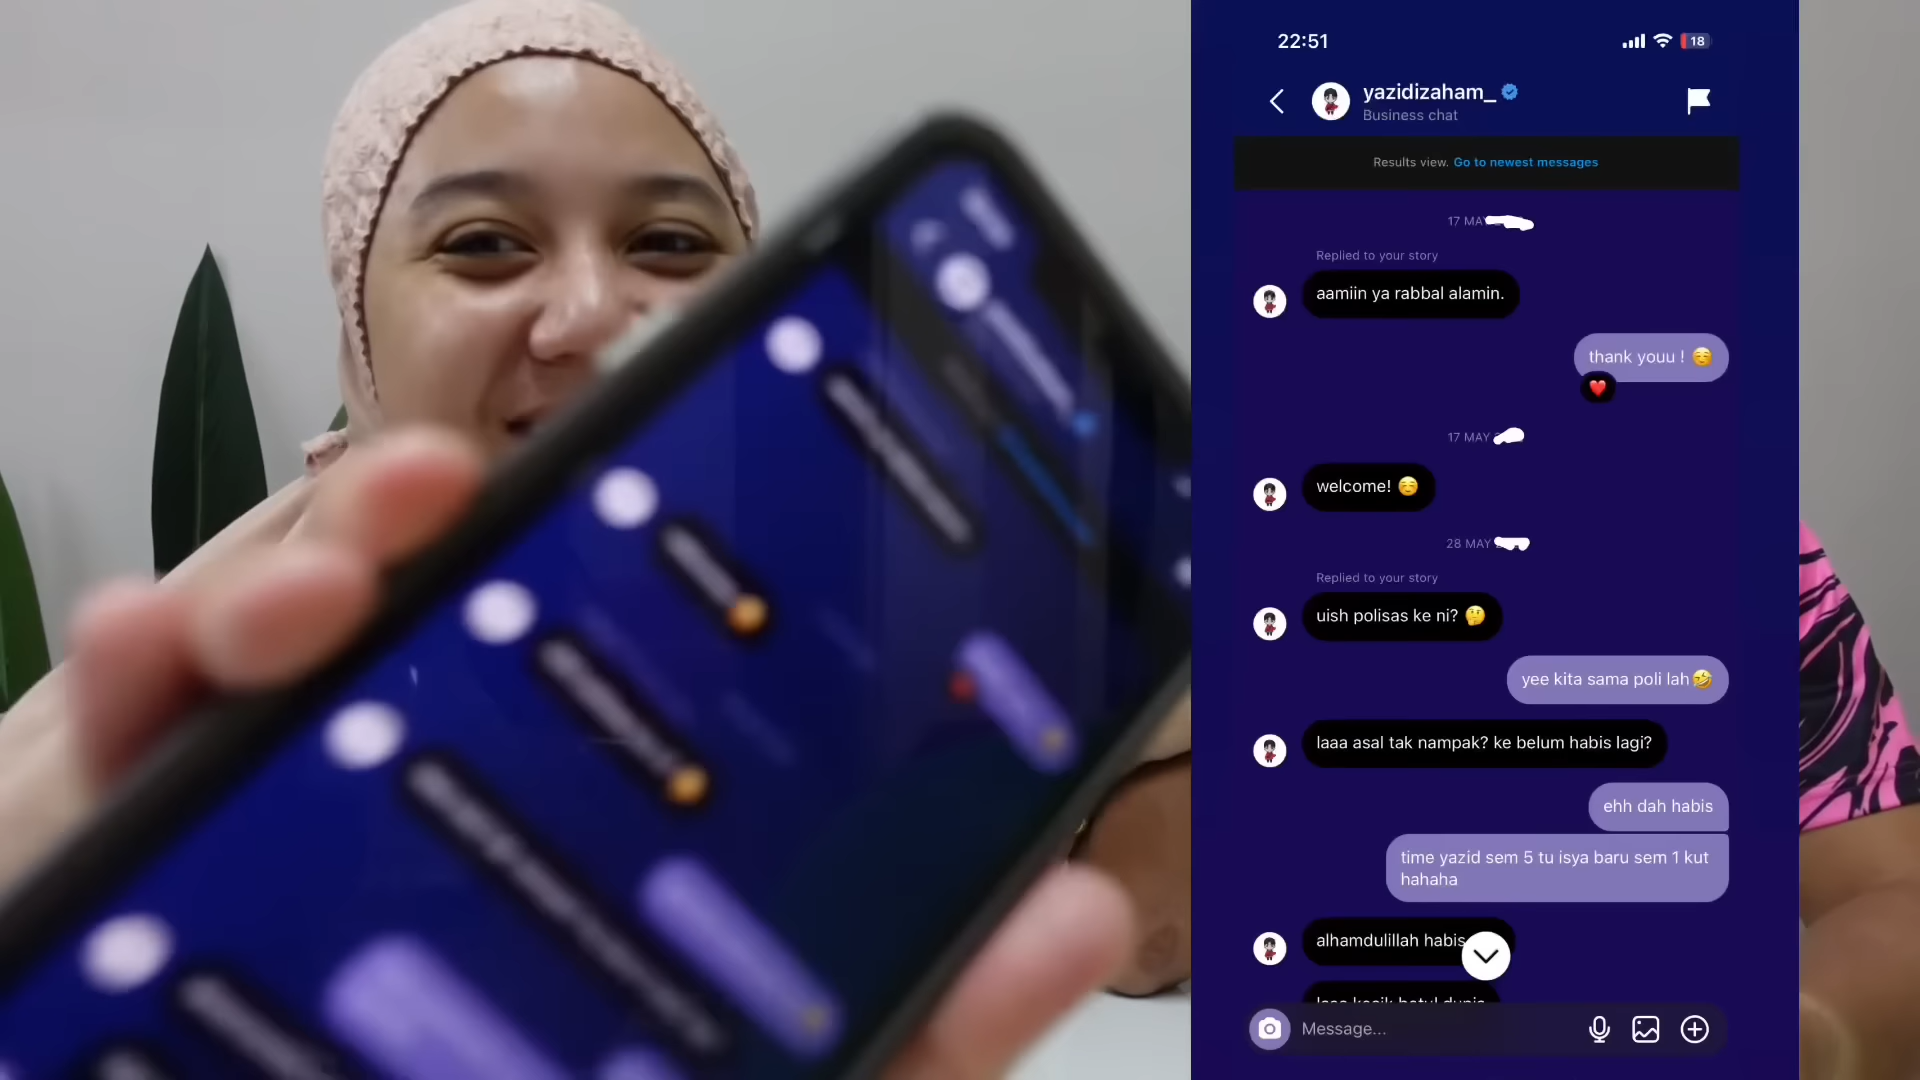 22:51
18
yazidizaham_
Business chat
Results view. Go to newest messages
17 MAY
Replied to your story
aamiin ya rabbal alamin.
thank youu ! ☺️
❤️
17 MAY
welcome! ☺️
28 MAY
Replied to your story
uish polisas ke ni? 🤔
yee kita sama poli lah🤣
laaa asal tak nampak? ke belum habis lagi?
ehh dah habis
time yazid sem 5 tu isya baru sem 1 kut
hahaha
alhamdulillah habis
Message...